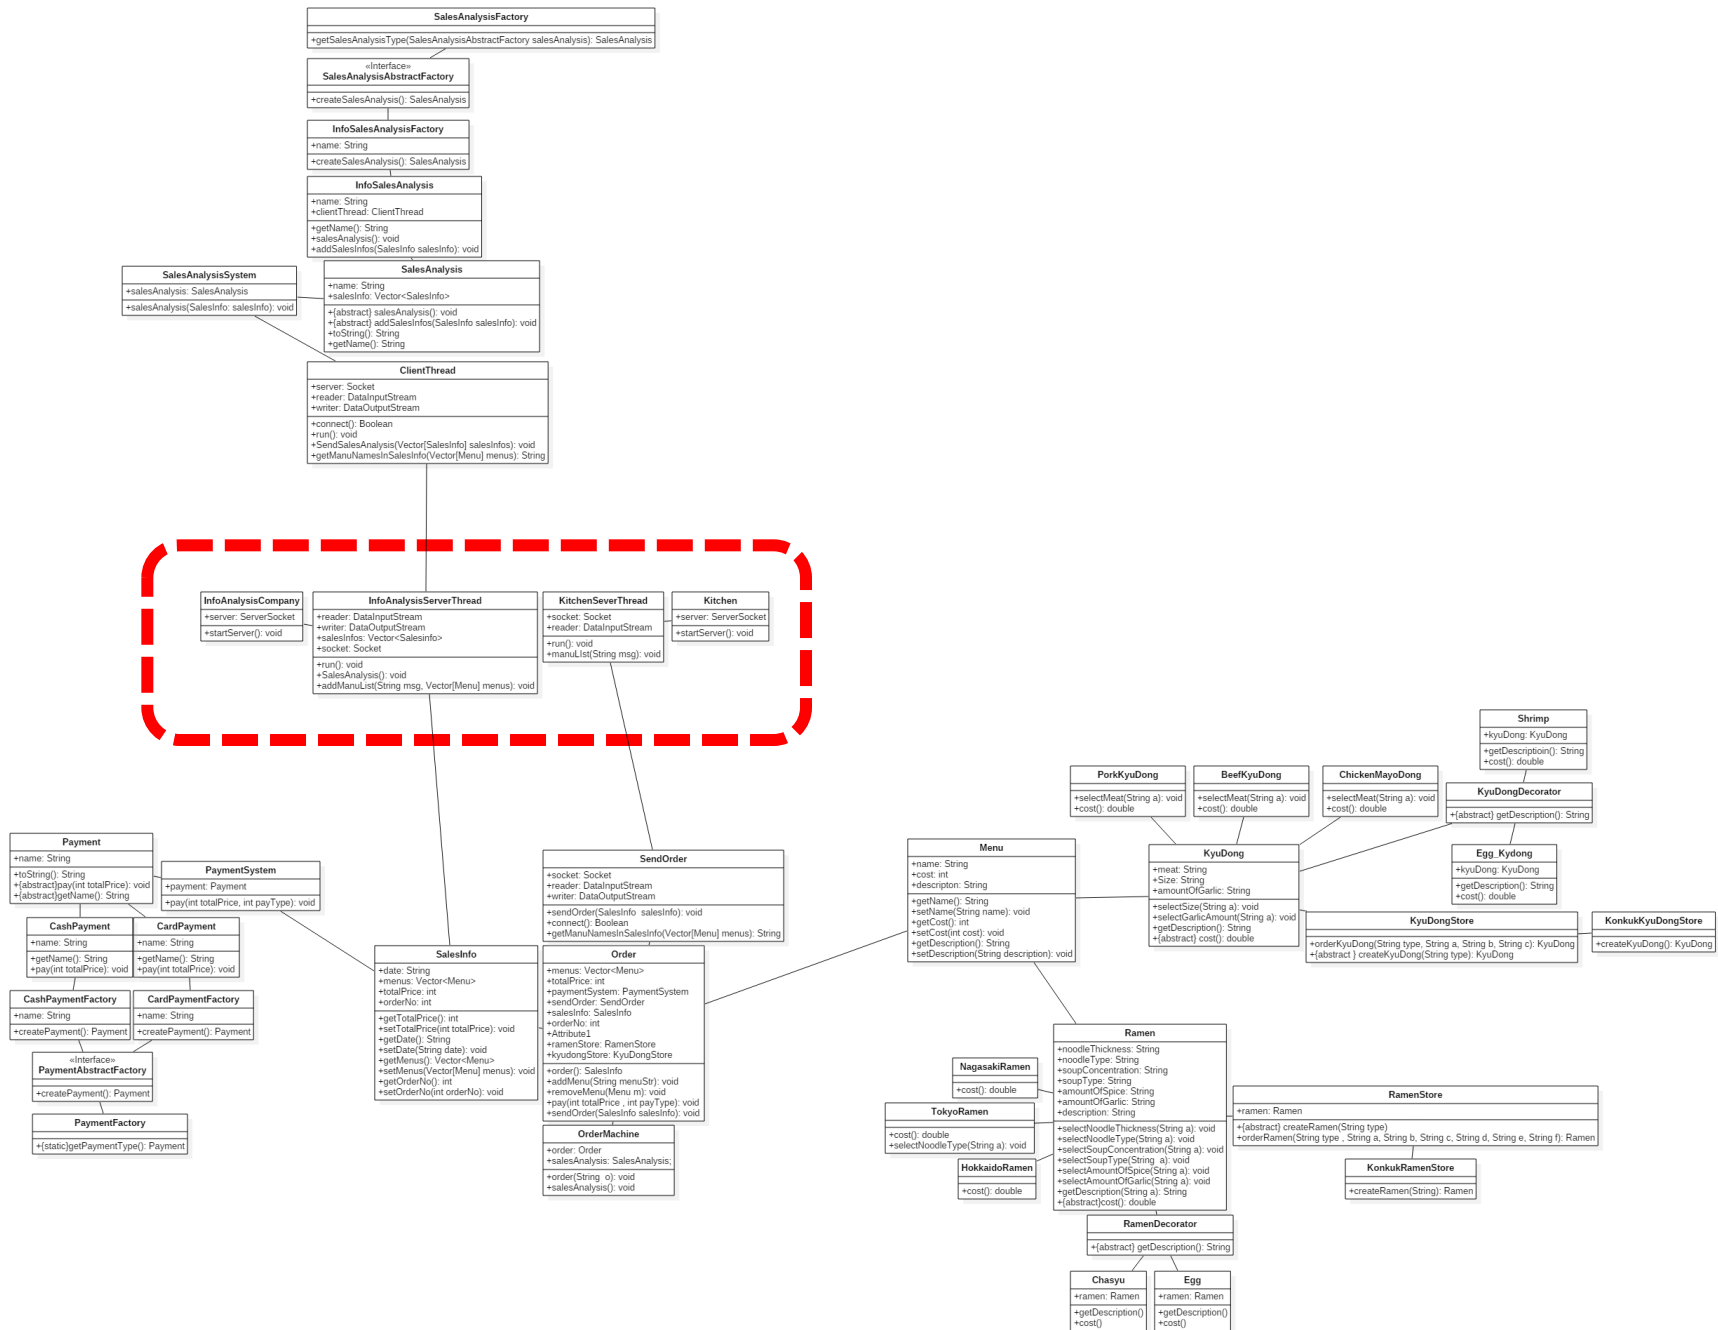 SalesAnalysisFactory
+getSalesAnalysisType(SalesAnalysisAbstractFactory salesAnalysis): SalesAnalysis
«Interface»
SalesAnalysisAbstractFactory
+createSalesAnalysis(): SalesAnalysis
InfoSalesAnalysisFactory
+name: String
+createSalesAnalysis(): SalesAnalysis
InfoSalesAnalysis
+name: String
+clientThread: ClientThread
+getName(): String
+salesAnalysis(): void
+addSalesInfos(SalesInfo salesInfo): void
SalesAnalysisSystem
+salesAnalysis: SalesAnalysis
+salesAnalysis(SalesInfo: salesInfo): void
SalesAnalysis
+name: String
+salesInfo: Vector<SalesInfo>
+{abstract} salesAnalysis(): void
+{abstract} addSalesInfos(SalesInfo salesInfo): void
+toString(): String
+getName(): String
ClientThread
+server: Socket
+reader: DataInputStream
+writer: DataOutputStream
+connect(): Boolean
+run(): void
+SendSalesAnalysis(Vector[SalesInfo] salesInfos): void
+getManuNamesInSalesInfo(Vector[Menu] menus): String
InfoAnalysisCompany
+server: ServerSocket
+startServer(): void
InfoAnalysisServerThread
+reader: DataInputStream
+writer: DataOutputStream
+salesInfos: Vector<Salesinfo>
+socket: Socket
+run(): void
+SalesAnalysis(): void
+addManuList(String msg, Vector[Menu] menus): void
KitchenSeverThread
+socket: Socket
+reader: DataInputStream
+run(): void
+manuLIst(String msg): void
Kitchen
+server: ServerSocket
+startServer(): void
Shrimp
+kyuDong: KyuDong
+getDescriptioin(): String
+cost(): double
PorkKyuDong
+selectMeat(String a): void
+cost(): double
BeefKyuDong
+selectMeat(String a): void
+cost(): double
ChickenMayoDong
+selectMeat(String a): void
+cost(): double
KyuDongDecorator
+{abstract} getDescription(): String
Payment
+name: String
+toString(): String
+{abstract}pay(int totalPrice): void
+{abstract}getName(): String
PaymentSystem
+payment: Payment
+pay(int totalPrice, int payType): void
SendOrder
+socket: Socket
+reader: DataInputStream
+writer: DataOutputStream
+sendOrder(SalesInfo  salesInfo): void
+connect(): Boolean
+getManuNamesInSalesInfo(Vector[Menu] menus): String
Menu
+name: String
+cost: int
+descripton: String
+getName(): String
+setName(String name): void
+getCost(): int
+setCost(int cost): void
+getDescription(): String
+setDescription(String description): void
KyuDong
+meat: String
+Size: String
+amountOfGarlic: String
+selectSize(String a): void
+selectGarlicAmount(String a): void
+getDescription(): String
+{abstract} cost(): double
Egg_Kydong
+kyuDong: KyuDong
+getDescription(): String
+cost(): double
KyuDongStore
+orderKyuDong(String type, String a, String b, String c): KyuDong
+{abstract } createKyuDong(String type): KyuDong
KonkukKyuDongStore
+createKyuDong(): KyuDong
CashPayment
+name: String
+getName(): String
+pay(int totalPrice): void
CardPayment
+name: String
+getName(): String
+pay(int totalPrice): void
SalesInfo
+date: String
+menus: Vector<Menu>
+totalPrice: int
+orderNo: int
+getTotalPrice(): int
+setTotalPrice(int totalPrice): void
+getDate(): String
+setDate(String date): void
+getMenus(): Vector<Menu>
+setMenus(Vector[Menu] menus): void
+getOrderNo(): int
+setOrderNo(int orderNo): void
Order
+menus: Vector<Menu>
+totalPrice: int
+paymentSystem: PaymentSystem
+sendOrder: SendOrder
+salesInfo: SalesInfo
+orderNo: int
+Attribute1
+ramenStore: RamenStore
+kyudongStore: KyuDongStore
+order(): SalesInfo
+addMenu(String menuStr): void
+removeMenu(Menu m): void
+pay(int totalPrice , int payType): void
+sendOrder(SalesInfo salesInfo): void
CashPaymentFactory
+name: String
+createPayment(): Payment
CardPaymentFactory
+name: String
+createPayment(): Payment
«Interface»
PaymentAbstractFactory
+createPayment(): Payment
PaymentFactory
+{static}getPaymentType(): Payment
OrderMachine
+order: Order
+salesAnalysis: SalesAnalysis;
+order(String  o): void
+salesAnalysis(): void
Ramen
+noodleThickness: String
+noodleType: String
+soupConcentration: String
+soupType: String
+amountOfSpice: String
+amountOfGarlic: String
+description: String
+selectNoodleThickness(String a): void
+selectNoodleType(String a): void
+selectSoupConcentration(String a): void
+selectSoupType(String  a): void
+selectAmountOfSpice(String a): void
+selectAmountOfGarlic(String a): void
+getDescription(String a): String
+{abstract}cost(): double
NagasakiRamen
+cost(): double
TokyoRamen
+cost(): double
+selectNoodleType(String a): void
HokkaidoRamen
+cost(): double
RamenStore
+ramen: Ramen
+{abstract} createRamen(String type)
+orderRamen(String type , String a, String b, String c, String d, String e, String f): Ramen
KonkukRamenStore
+createRamen(String): Ramen
RamenDecorator
+{abstract} getDescription(): String
Chasyu
+ramen: Ramen
+getDescription()
+cost()
Egg
+ramen: Ramen
+getDescription()
+cost()